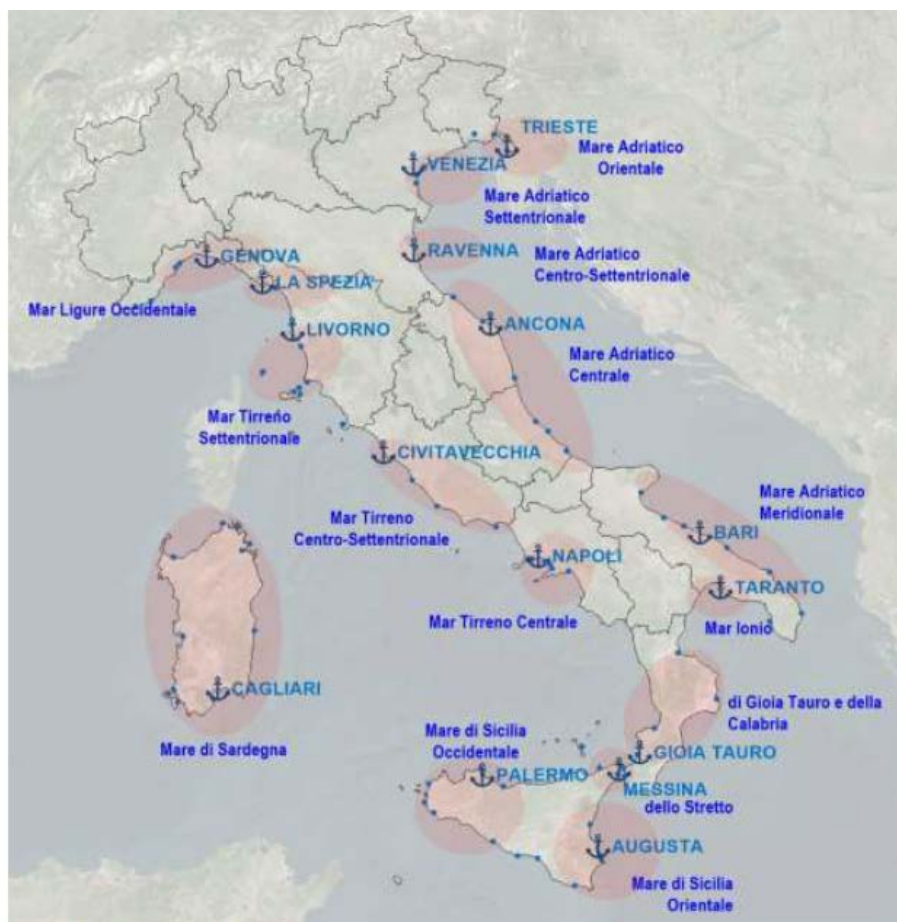 TRIESTE
Mare Adriatico
Orientale
VENEZIA
Mare Adriatico
Settentrionale
GENOVA
RAVENNA
Mare Adriatico
Centro-Settentrionale
LA SPEZIA
Mar Ligure Occidentale
LIVORNO
ANCONA
Mare Adriatico
Centrale
Mar Tirreno
Settentrionale
CIVITAVECCHIA
Mar Tirreno
Centro-Settentrionale
Mare Adriatico
Meridionale
BARI
NAPOLI
TARANTO
Mar Tirreno Centrale
Mar Ionio
CAGLIARI
Mare di Sardegna
di Gioia Tauro e della
Calabria
Mare di Sicilia
Occidentale
GIOIA TAURO
PALERMO
MESSINA
dello Stretto
AUGUSTA
Mare di Sicilia
Orientale